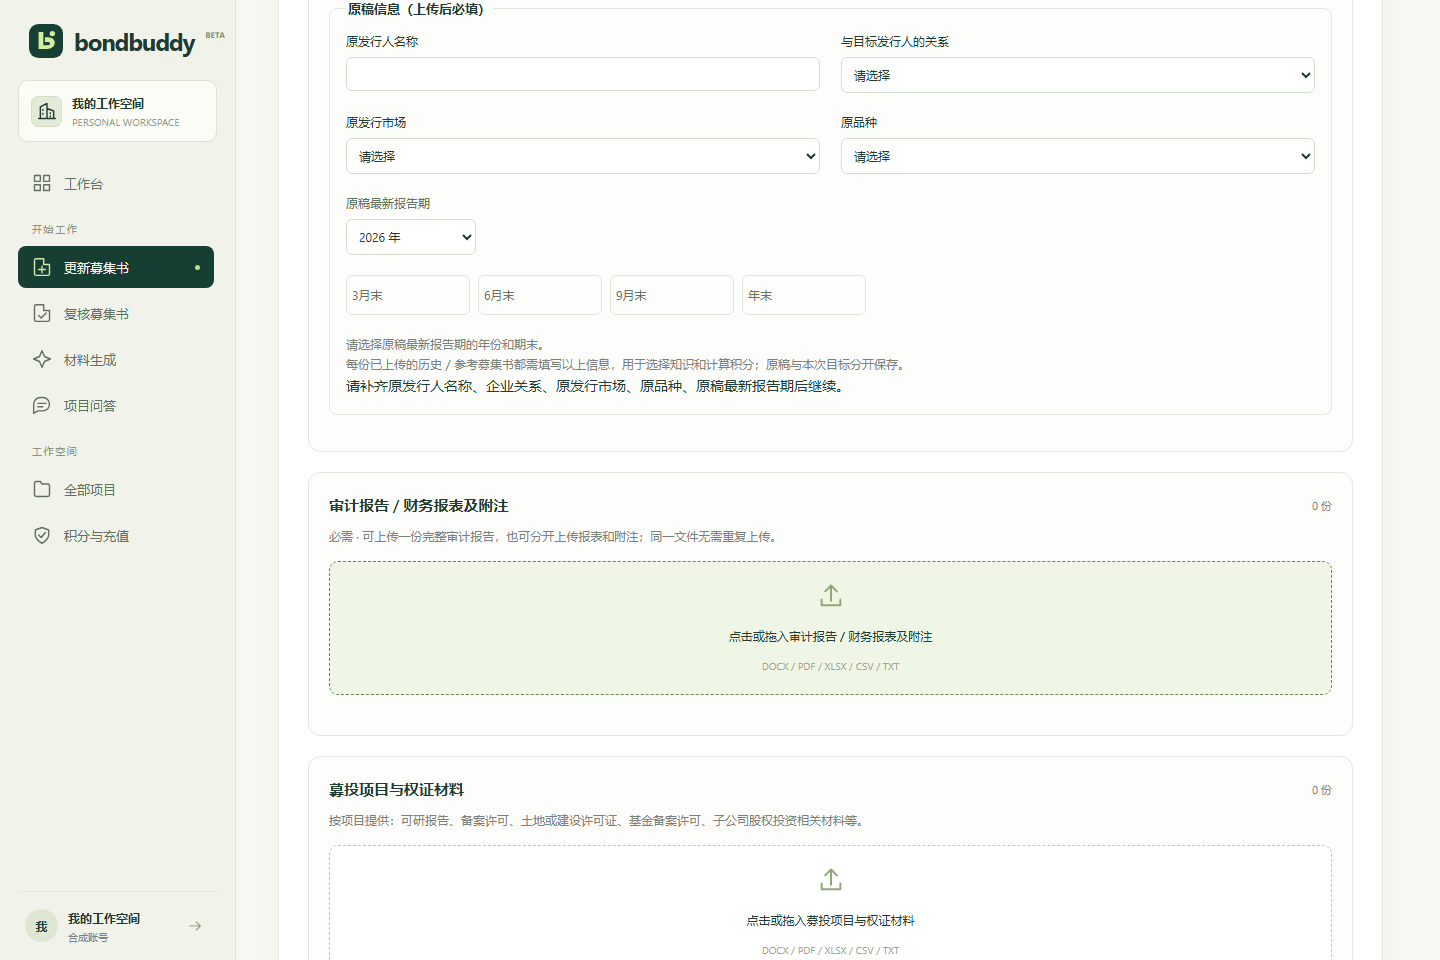 bondbuddy BETA
我的工作空间
PERSONAL WORKSPACE
工作台
开始工作
更新募集书
复核募集书
材料生成
项目问答
工作空间
全部项目
积分与充值
我
我的工作空间
合成账号
原稿信息（上传后必填）
原发行人名称
与目标发行人的关系
请选择
原发行市场
原品种
请选择
请选择
原稿最新报告期
2026 年
3月末
6月末
9月末
年末
请选择原稿最新报告期的年份和期末。
每份已上传的历史 / 参考募集书都需填写以上信息，用于选择知识和计算积分；原稿与本次目标分开保存。
请补齐原发行人名称、企业关系、原发行市场、原品种、原稿最新报告期后继续。
审计报告 / 财务报表及附注
0 份
必需 · 可上传一份完整审计报告，也可分开上传报表和附注；同一文件无需重复上传。
点击或拖入审计报告 / 财务报表及附注
DOCX / PDF / XLSX / CSV / TXT
募投项目与权证材料
0 份
按项目提供：可研报告、备案许可、土地或建设许可证、基金备案许可、子公司股权投资相关材料等。
点击或拖入募投项目与权证材料
DOCX / PDF / XLSX / CSV / TXT